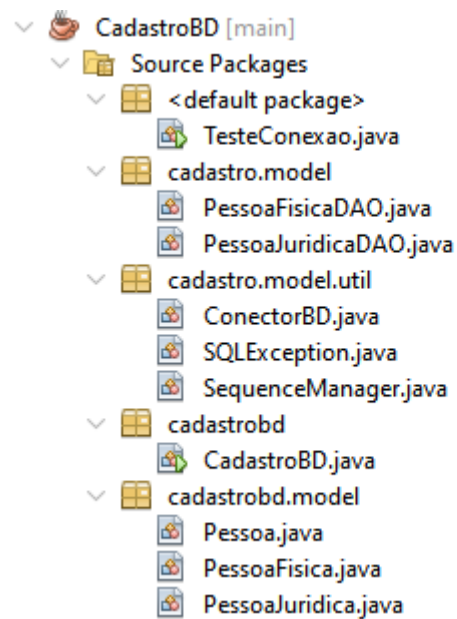 CadastroBD [main]
Source Packages
<default package>
TesteConexao.java
cadastro.model
PessoaFisicaDAO.java
PessoaJuridicaDAO.java
cadastro.model.util
ConectorBD.java
SQLException.java
SequenceManager.java
cadastrobd
CadastroBD.java
cadastrobd.model
Pessoa.java
PessoaFisica.java
PessoaJuridica.java